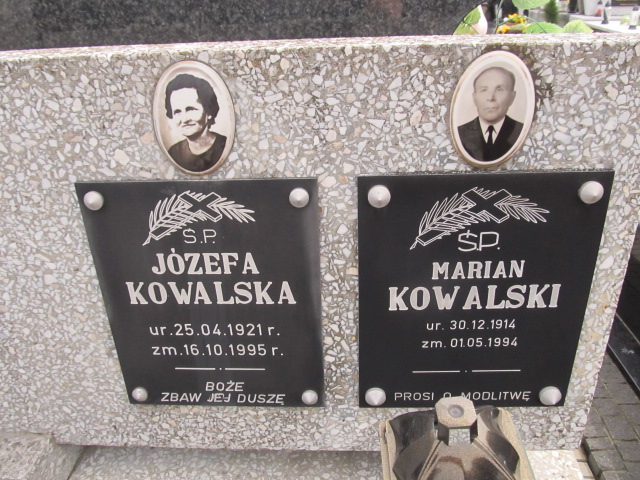 Ś.P.
JÓZEFA
KOWALSKA
ur. 25.04.1921 r.
zm. 16.10.1995 r.
BOŻE
ZBAW JEJ DUSZĘ
Ś.P.
MARIAN
KOWALSKI
ur. 30.12.1914
zm. 01.05.1994
PROSI O MODLITWĘ